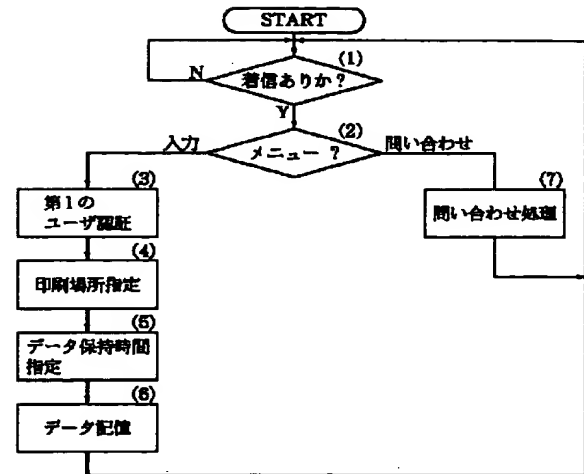 START
(1)
着信ありか?
N
Y
(2)
メニュー ?
入力
問い合わせ
(3)
第1の
ユーザ認証
(7)
問い合わせ処理
(4)
印刷場所指定
(5)
データ保持時間
指定
(6)
データ記憶